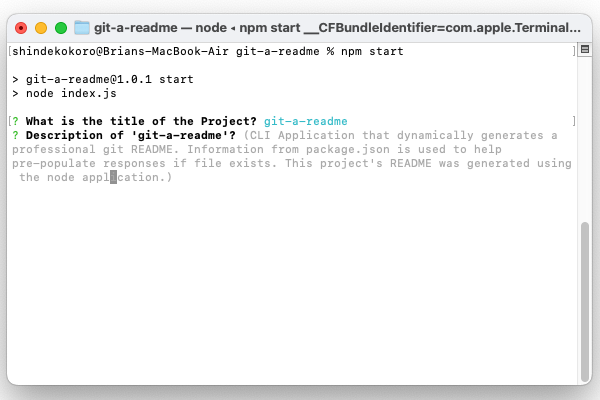 git-a-readme — node ◂ npm start __CFBundleIdentifier=com.apple.Terminal...
[shindekokoro@Brians-MacBook-Air git-a-readme % npm start ]
> git-a-readme@1.0.1 start
> node index.js
[? What is the title of the Project? git-a-readme ]
? Description of 'git-a-readme'? (CLI Application that dynamically generates a
professional git README. Information from package.json is used to help
pre-populate responses if file exists. This project's README was generated using
the node application.)